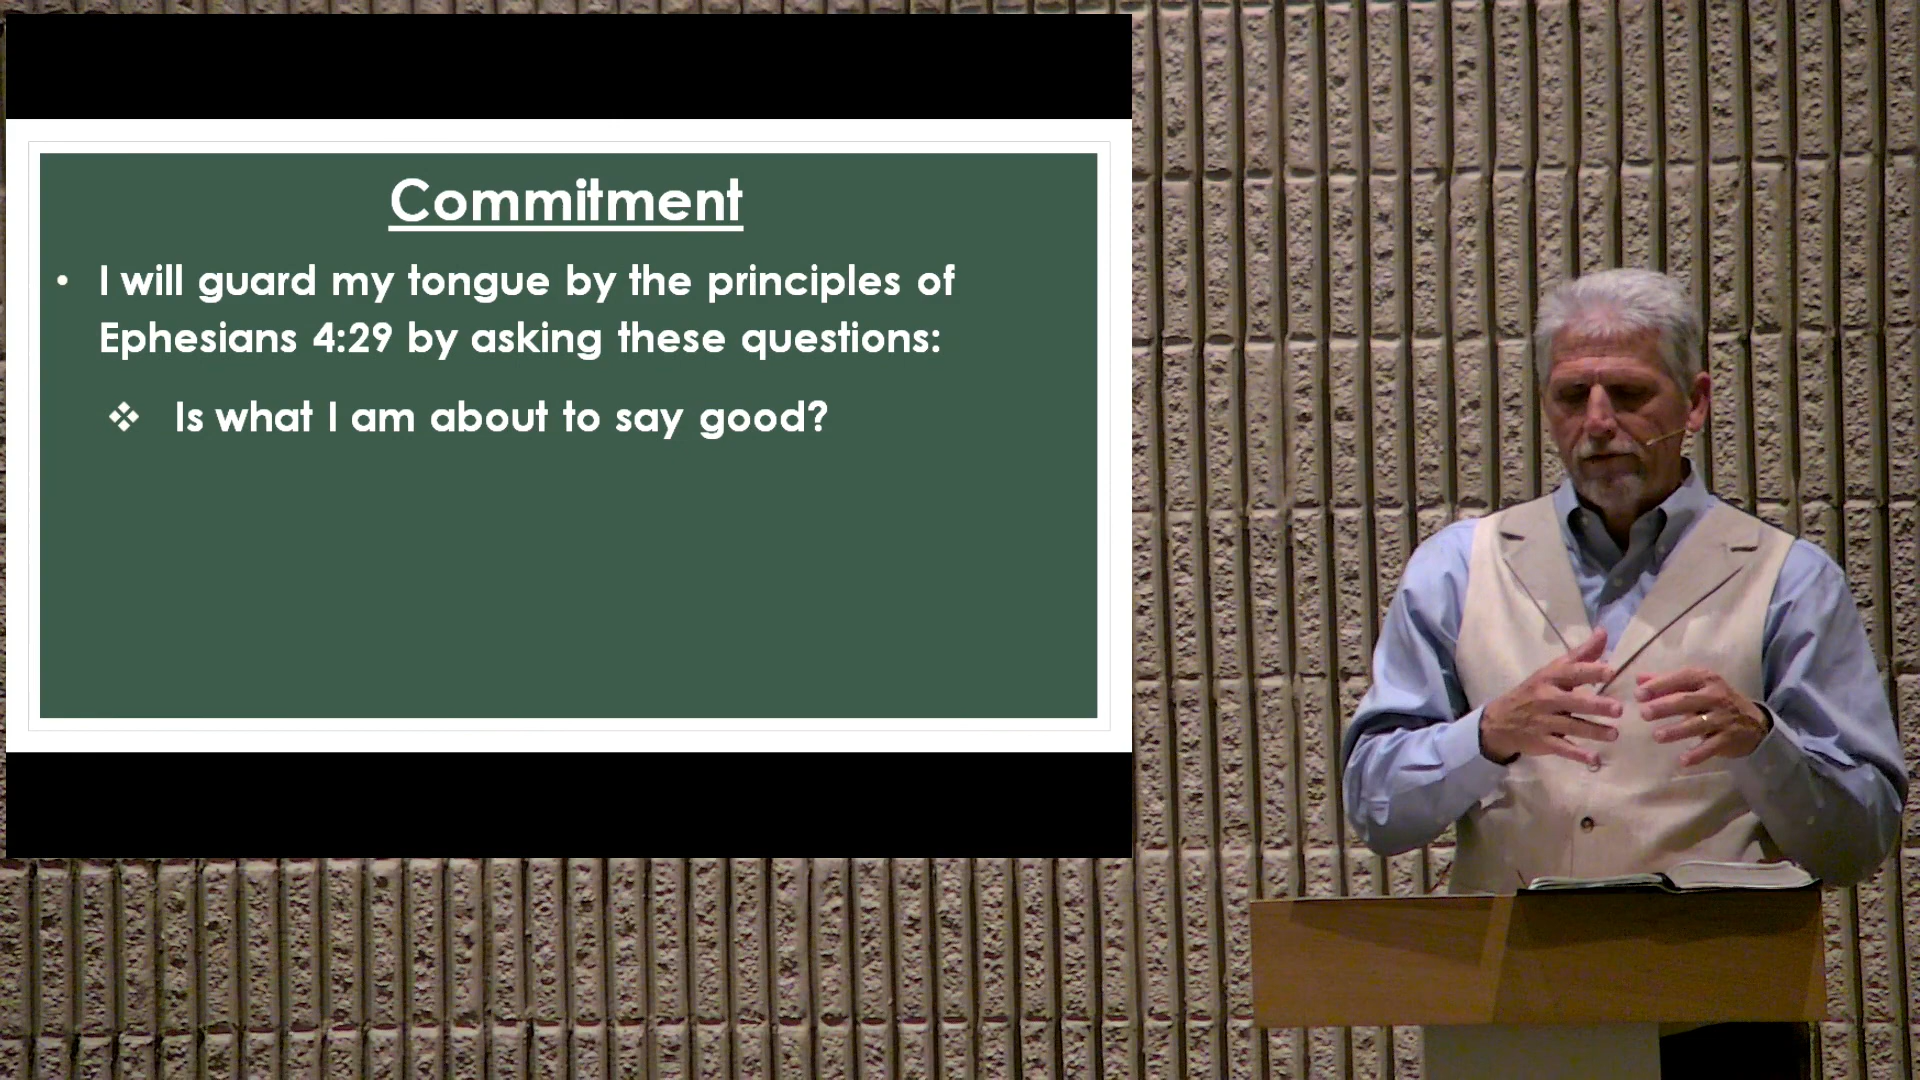 Commitment
• I will guard my tongue by the principles of
Ephesians 4:29 by asking these questions:
❖ Is what I am about to say good?